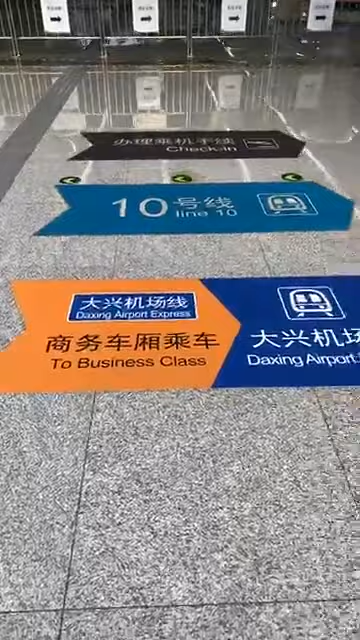 办理乘机手续
Check-in
10号线
line 10
大兴机场线
Daxing Airport Express
商务车厢乘车
To Business Class
大兴机场
Daxing Airport